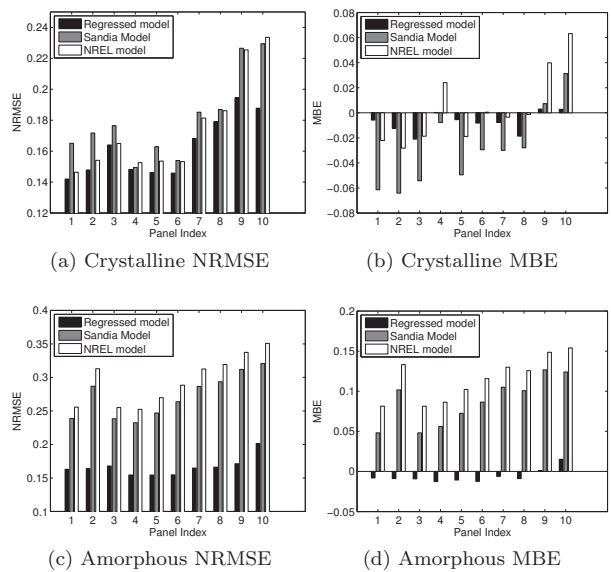 0.24
0.22
0.2
0.18
0.16
0.14
0.12
NRMSE
Regressed model
Sandia Model
NREL model
1 2 3 4 5 6 7 8 9 10
Panel Index
(a) Crystalline NRMSE
0.08
0.06
0.04
0.02
0
−0.02
−0.04
−0.06
−0.08
MBE
Regressed model
Sandia Model
NREL model
1 2 3 4 5 6 7 8 9 10
Panel Index
(b) Crystalline MBE
0.4
0.35
0.3
0.25
0.2
0.15
0.1
NRMSE
Regressed model
Sandia Model
NREL model
1 2 3 4 5 6 7 8 9 10
Panel Index
(c) Amorphous NRMSE
0.2
0.15
0.1
0.05
0
−0.05
MBE
Regressed model
Sandia Model
NREL model
1 2 3 4 5 6 7 8 9 10
Panel Index
(d) Amorphous MBE